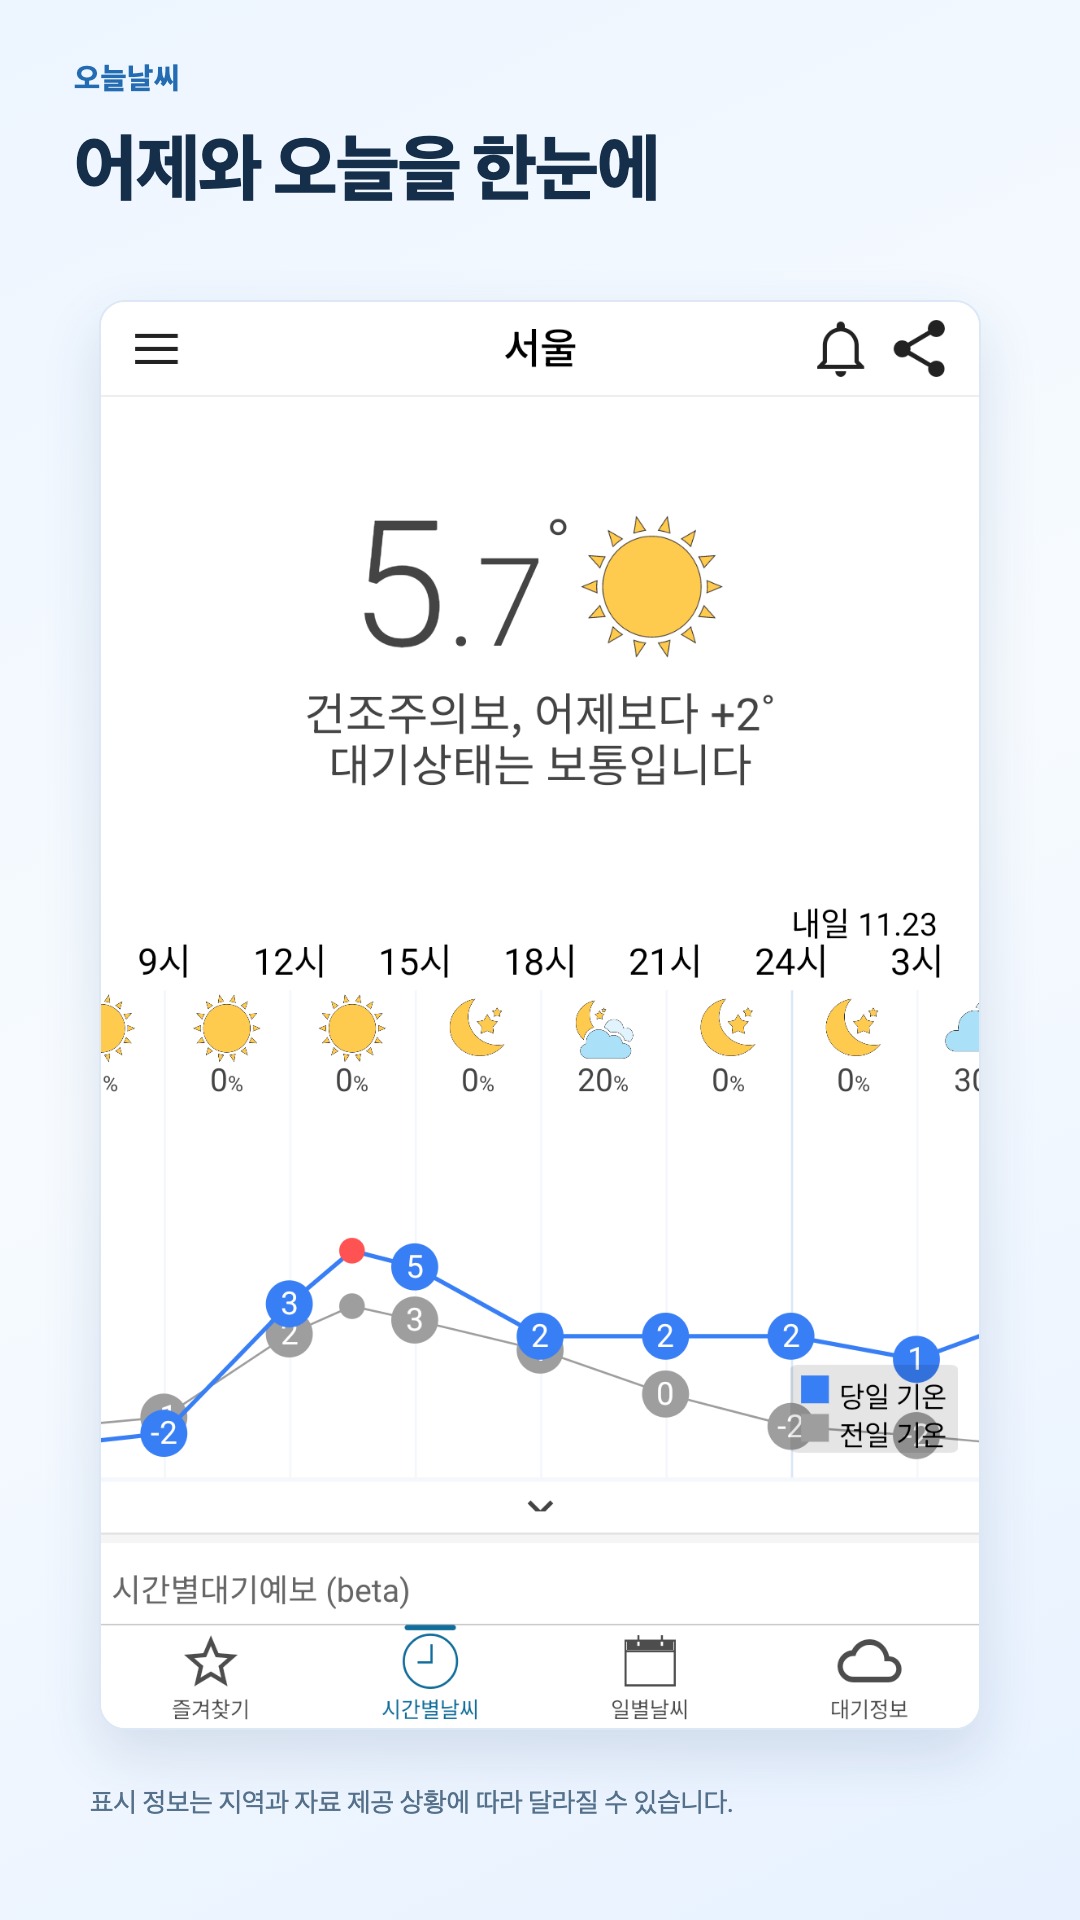 오늘날씨
어제와 오늘을 한눈에
서울
5.7°
건조주의보, 어제보다 +2°
대기상태는 보통입니다
내일 11.23
9시 12시 15시 18시 21시 24시 3시
% 0% 0% 0% 20% 0% 0% 30
5
3
3
2
2 2 2
1
0
-2
-2
당일 기온
전일 기온
시간별대기예보 (beta)
즐겨찾기 시간별날씨 일별날씨 대기정보
표시 정보는 지역과 자료 제공 상황에 따라 달라질 수 있습니다.